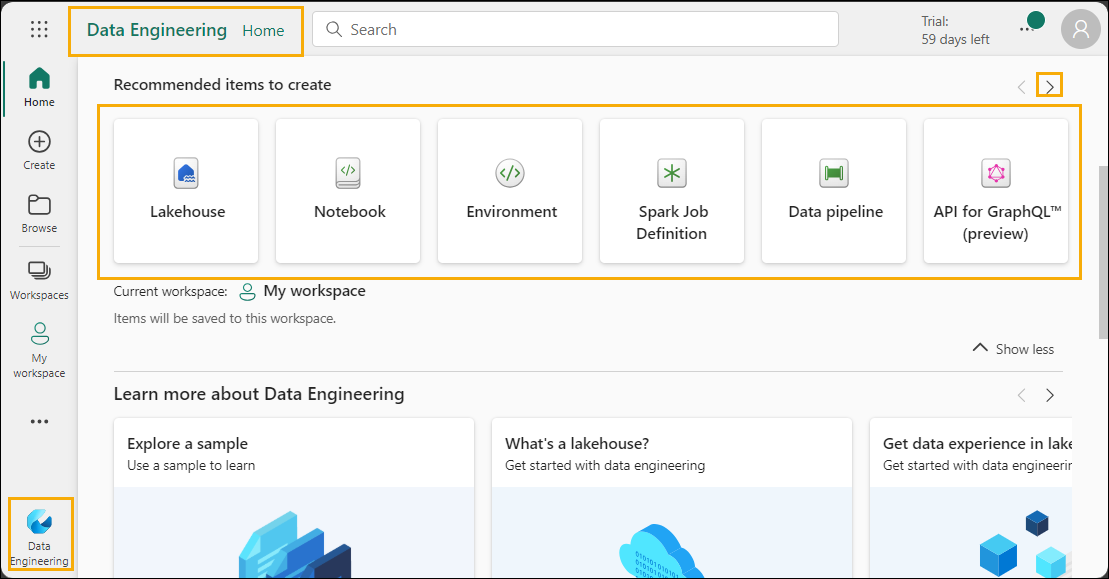 Data Engineering Home
Search
Trial:
59 days left
Home
Create
Browse
Workspaces
My
workspace
Data
Engineering
Recommended items to create
Lakehouse
Notebook
Environment
Spark Job
Definition
Data pipeline
API for GraphQL™
(preview)
Current workspace: My workspace
Items will be saved to this workspace.
Show less
Learn more about Data Engineering
Explore a sample
Use a sample to learn
What's a lakehouse?
Get started with data engineering
Get data experience in lake
Get started with data engineerin